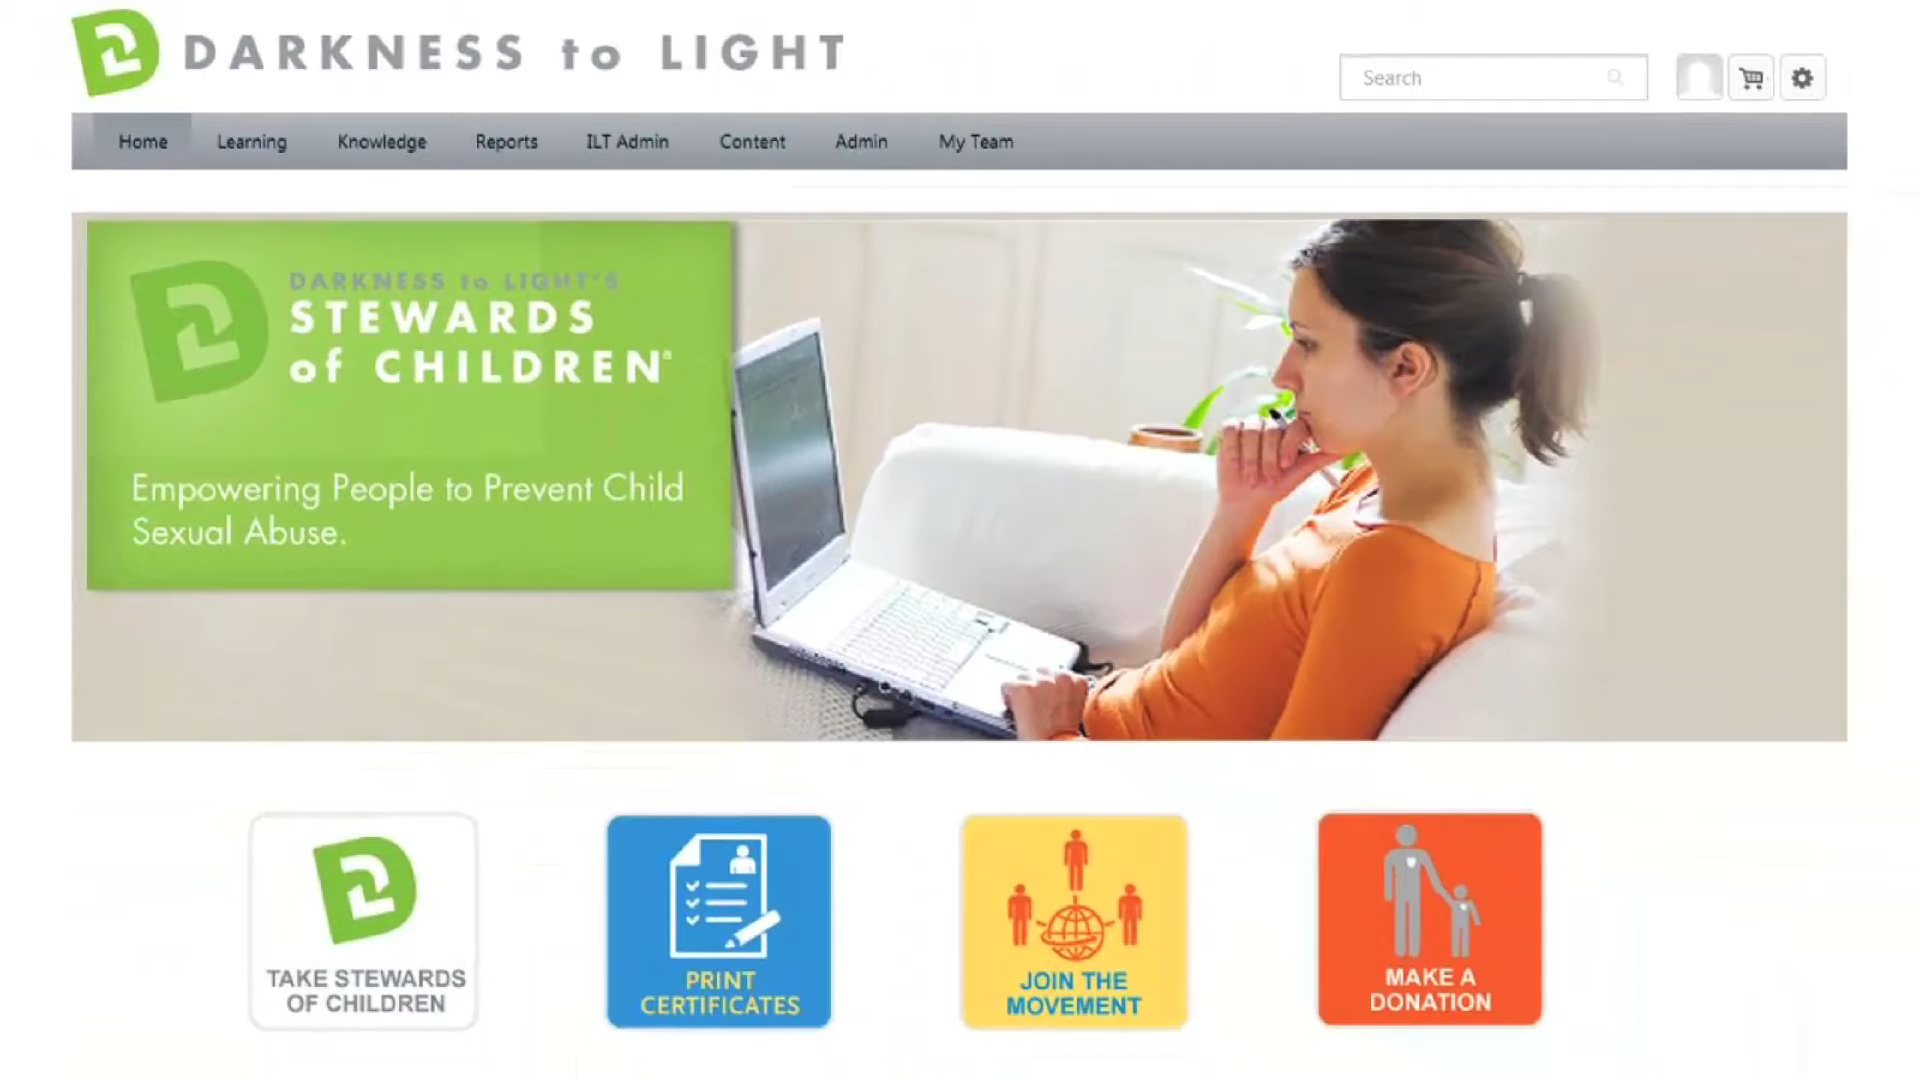 DARKNESS to LIGHT
Search
Home Learning Knowledge Reports ILT Admin Content Admin My Team
DARKNESS to LIGHT'S
STEWARDS
of CHILDREN®
Empowering People to Prevent Child
Sexual Abuse.
TAKE STEWARDS
OF CHILDREN
PRINT
CERTIFICATES
JOIN THE
MOVEMENT
MAKE A
DONATION